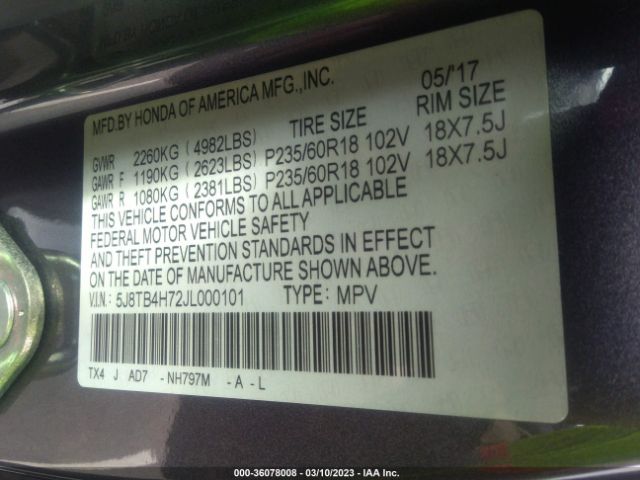 MFD.BY HONDA OF AMERICA MFG.,INC. 05/'17
TIRE SIZE RIM SIZE
GVWR 2260KG (4982LBS)
GAWR F 1190KG (2623LBS) P235/60R18 102V 18X7.5J
GAWR R 1080KG (2381LBS) P235/60R18 102V 18X7.5J
THIS VEHICLE CONFORMS TO ALL APPLICABLE
FEDERAL MOTOR VEHICLE SAFETY
AND THEFT PREVENTION STANDARDS IN EFFECT
ON THE DATE OF MANUFACTURE SHOWN ABOVE.
V.I.N.: 5J8TB4H72JL000101 TYPE: MPV
TX4 J AD7 - NH797M - A - L
000-36078008 — 03/10/2023 — IAA Inc.